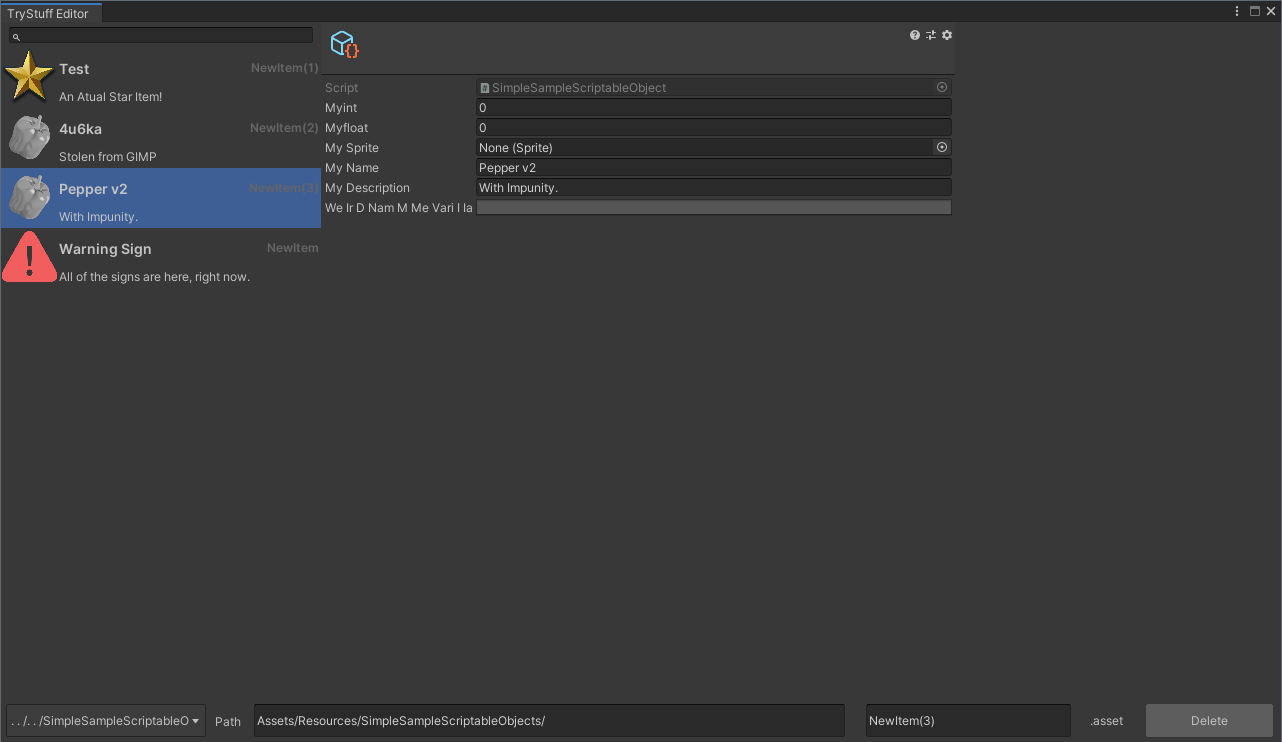 TryStuff Editor
Test NewItem(1)
An Atual Star Item!
4u6ka NewItem(2)
Stolen from GIMP
Pepper v2 NewItem(3)
With Impunity.
Warning Sign NewItem
All of the signs are here, right now.
Script SimpleSampleScriptableObject
Myint 0
Myfloat 0
My Sprite None (Sprite)
My Name Pepper v2
My Description With Impunity.
We Ir D Nam M Me Vari I la
../../SimpleSampleScriptableO Path Assets/Resources/SimpleSampleScriptableObjects/ NewItem(3) .asset Delete